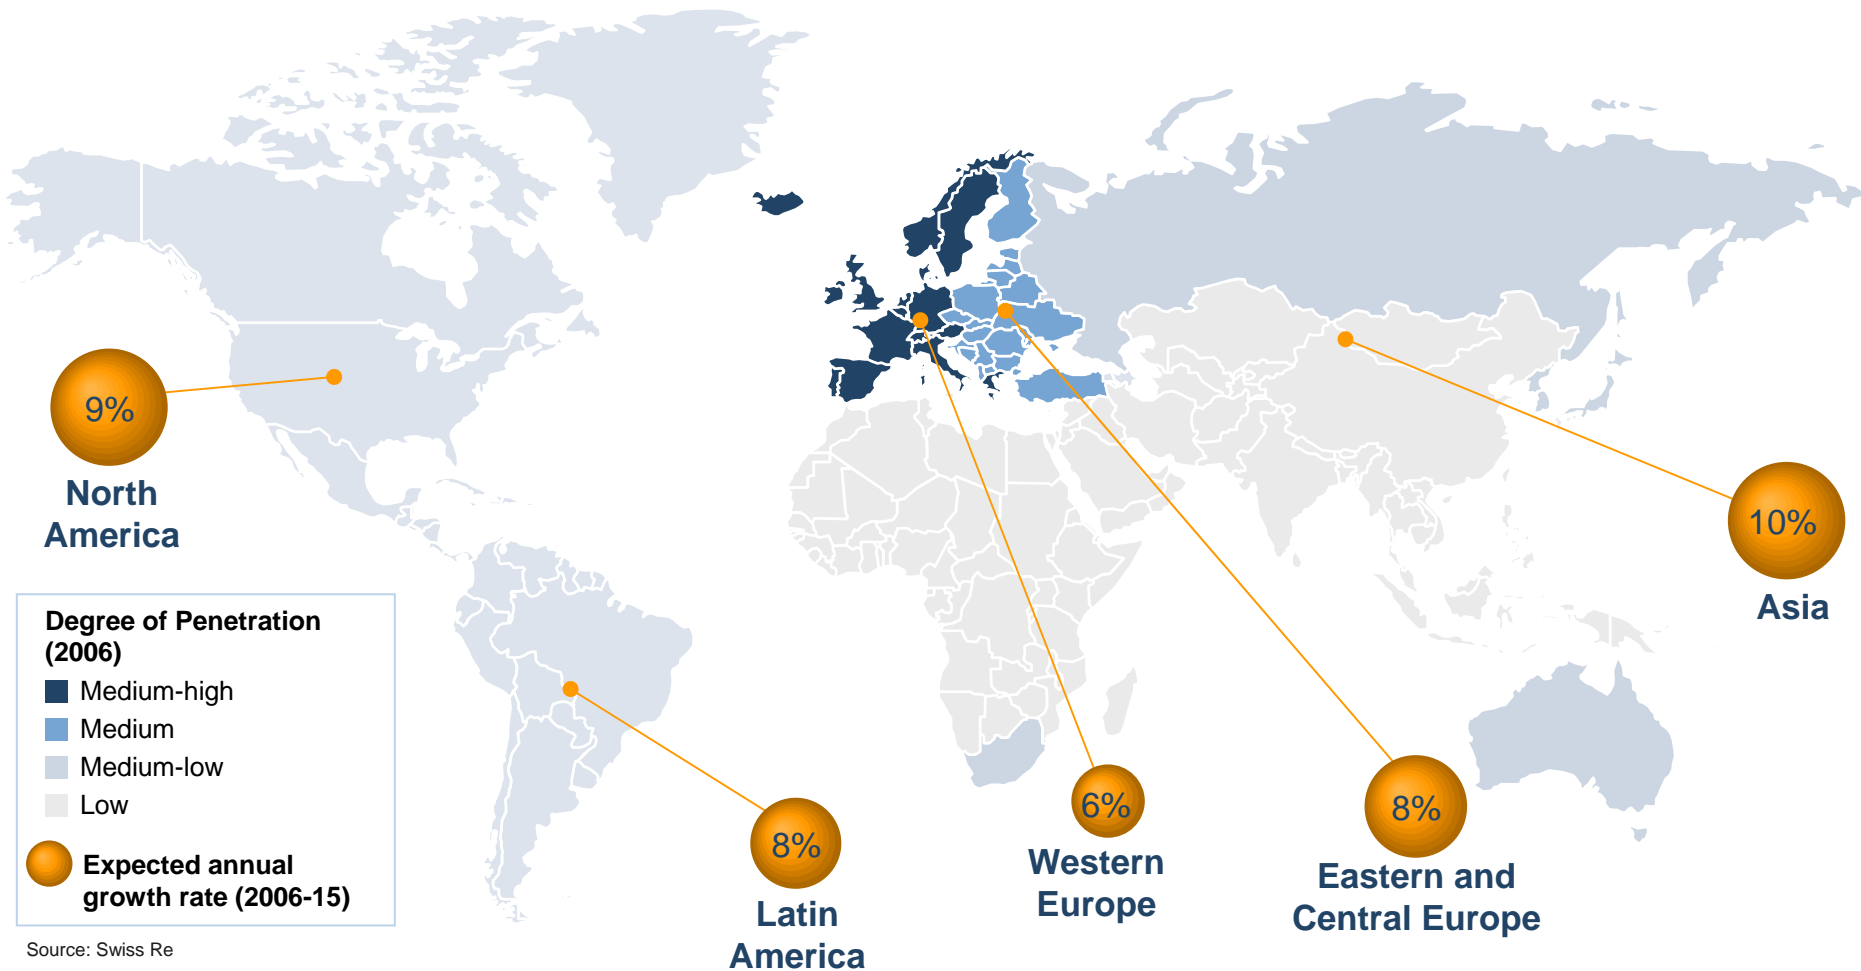 9%
North
America
10%
Asia
Degree of Penetration
(2006)
Medium-high
Medium
Medium-low
Low
Expected annual
growth rate (2006-15)
8%
Latin
America
6%
Western
Europe
8%
Eastern and
Central Europe
Source: Swiss Re